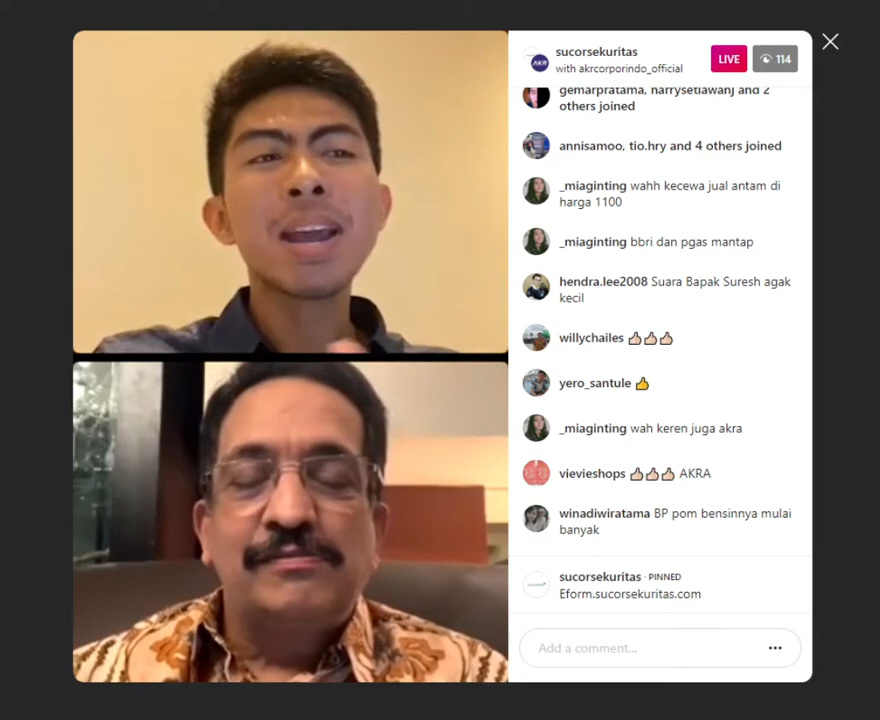 sucorsekuritas
with akrcorporindo_official
LIVE
114
AKR
gemarpratama, harrysetiawanj and 2
others joined
annisamoo, tio.hry and 4 others joined
_miaginting wahh kecewa jual antam di
harga 1100
_miaginting bbri dan pgas mantap
hendra.lee2008 Suara Bapak Suresh agak
kecil
willychailes 👍🏻👍🏻👍🏻
yero_santule 👍
_miaginting wah keren juga akra
vievieshops 👍🏻👍🏻👍🏻 AKRA
winadiwiratama BP pom bensinnya mulai
banyak
sucorsekuritas · PINNED
Eform.sucorsekuritas.com
Add a comment...